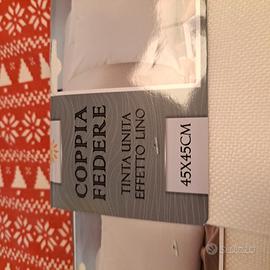 COPPIA
FEDERE
TINTA UNITA
EFFETTO LINO
45X45CM